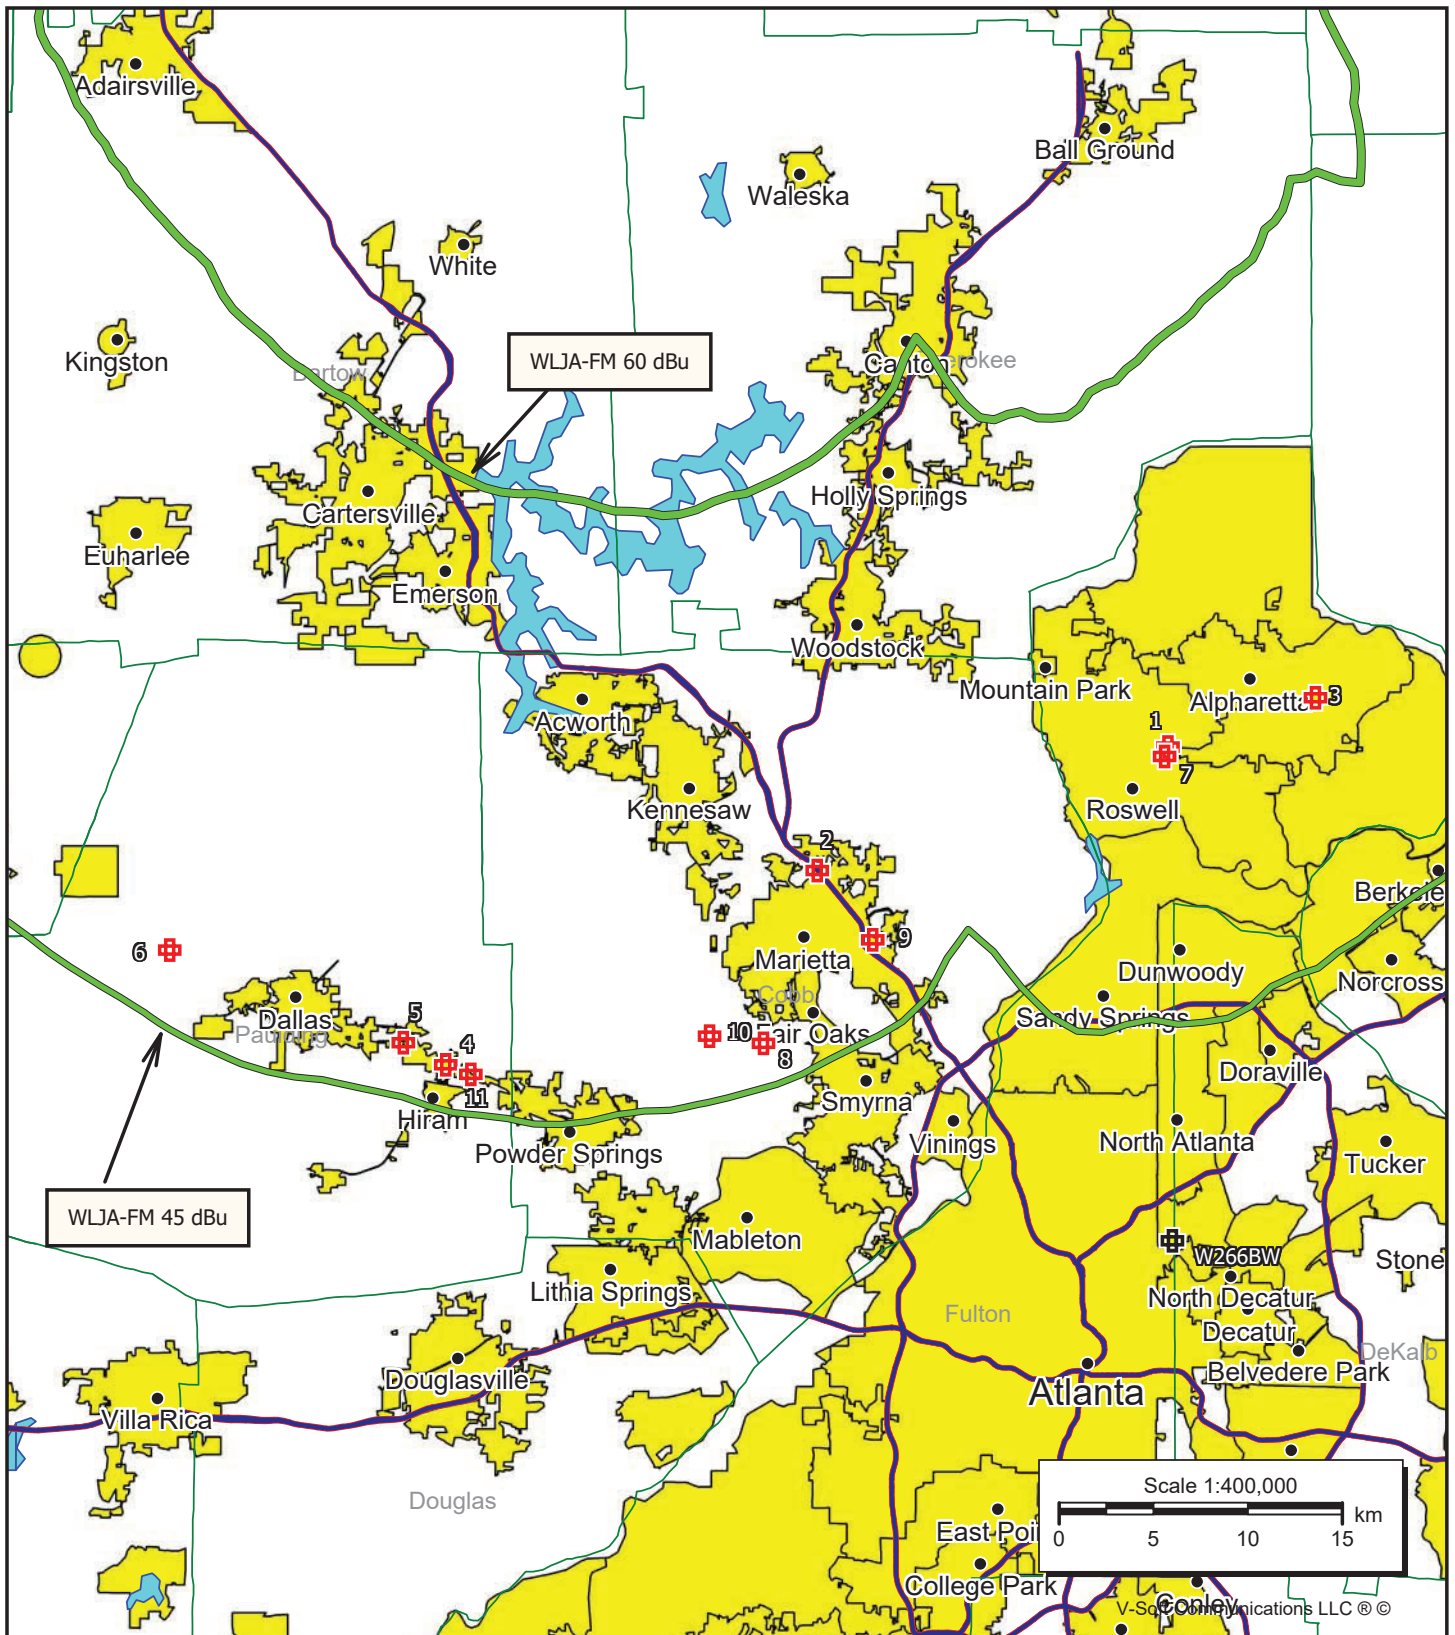 Adairsville
Ball Ground
Waleska
White
Kingston
Bartow
WLJA-FM 60 dBu
Canton
erokee
Holly Springs
Cartersville
Euharlee
Emerson
Woodstock
Mountain Park
Alpharetta
3
Acworth
1
7
Kennesaw
Roswell
2
Berkele
6
9
Marietta
Dunwoody
Norcross
Cobb
5
Dallas
Paulding
10
Fair Oaks
Sandy Springs
4
8
Doraville
11
Hiram
Smyrna
Powder Springs
Vinings
North Atlanta
Tucker
WLJA-FM 45 dBu
Mableton
W266BW
Stone
Lithia Springs
North Decatur
Fulton
Decatur
DeKalb
Douglasville
Belvedere Park
Atlanta
Villa Rica
Scale 1:400,000
Douglas
km
0 5 10 15
East Poi
College Park
Conley
V-Soft Communications LLC ® ©